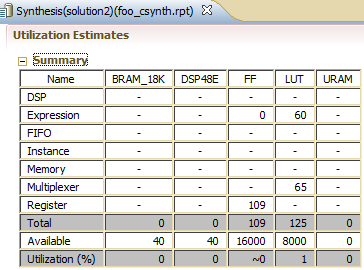 Synthesis(solution2)(foo_csynth.rpt)
Utilization Estimates
Summary
Name BRAM_18K DSP48E FF LUT URAM
DSP - - - - -
Expression - - 0 60 -
FIFO - - - - -
Instance - - - - -
Memory - - - - -
Multiplexer - - - 65 -
Register - - 109 - -
Total 0 0 109 125 0
Available 40 40 16000 8000 0
Utilization (%) 0 0 ~0 1 0